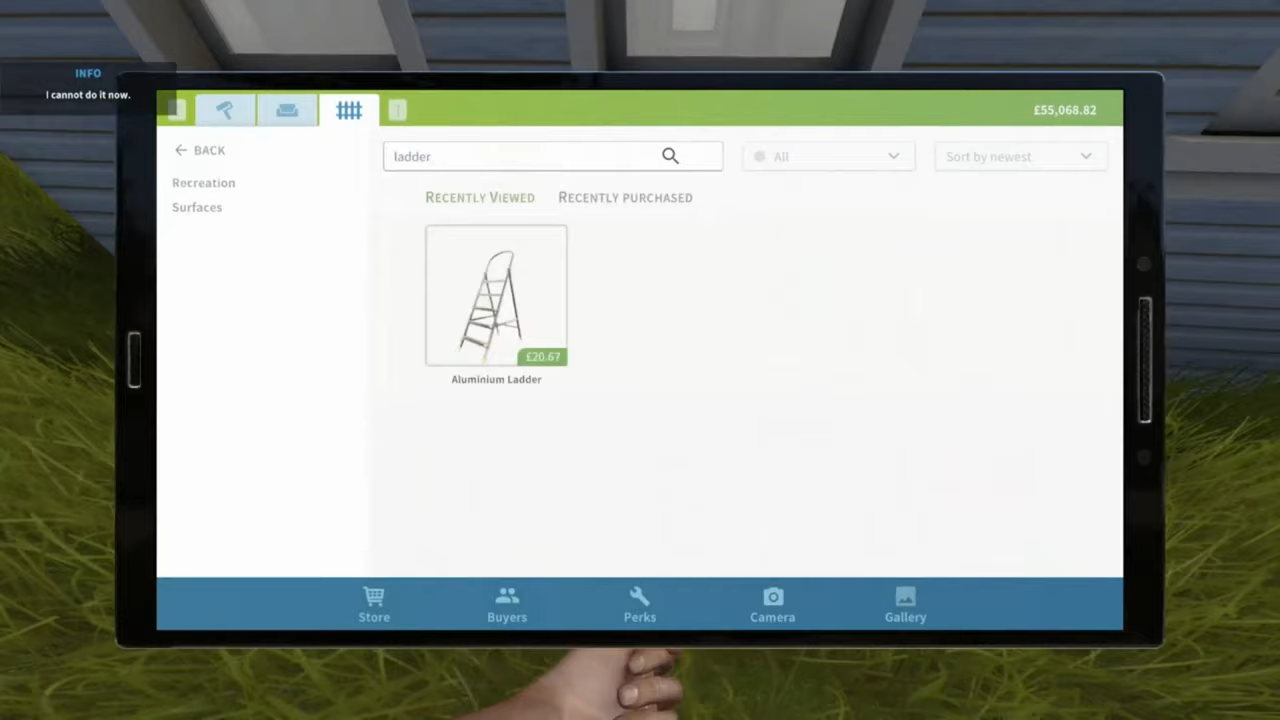 INFO
I cannot do it now.
£55,068.82
BACK
ladder
All
Sort by newest
Recreation
Surfaces
RECENTLY VIEWED
RECENTLY PURCHASED
£20.67
Aluminium Ladder
Store
Buyers
Perks
Camera
Gallery